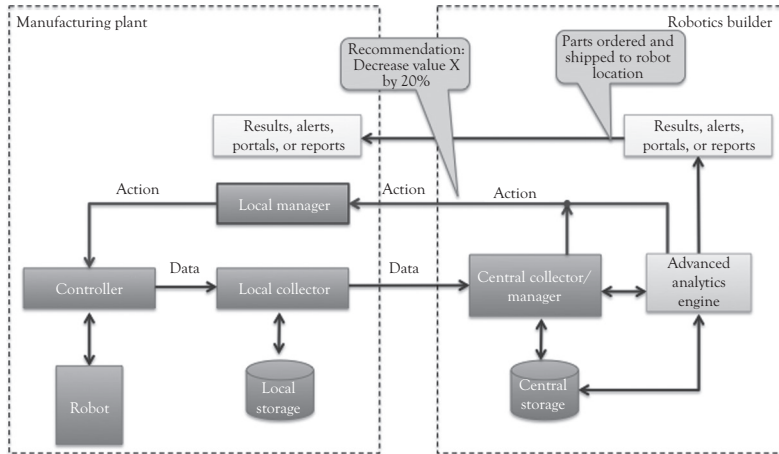 Manufacturing plant
Robotics builder
Recommendation:
Decrease value X
by 20%
Parts ordered and
shipped to robot
location
Results, alerts,
portals, or reports
Results, alerts,
portals, or reports
Action
Local manager
Action
Action
Controller
Data
Local collector
Data
Central collector/
manager
Advanced
analytics
engine
Robot
Local
storage
Central
storage